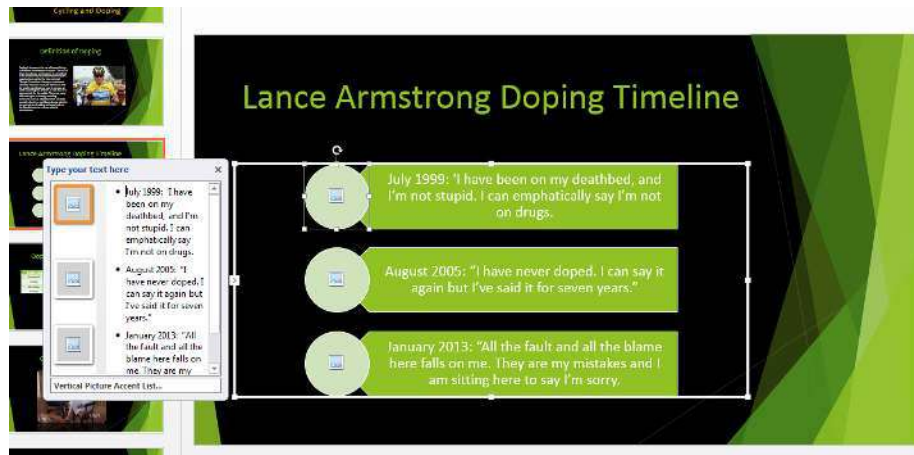 Cycling and Doping
Definition of Doping
Lance Armstrong Doping Timeline
Lance Armstrong Doping Timeline
Type your text here
July 1999: "I have
been on my
deathbed, and I'm
not stupid. I can
emphatically say
I'm not on drugs.
August 2005: "I
have never doped. I
can say it again but
I've said it for seven
years."
January 2013: "All
the fault and all the
blame here falls on
me. They are my
Vertical Picture Accent List...
July 1999: "I have been on my deathbed, and
I'm not stupid. I can emphatically say I'm not
on drugs.
August 2005: "I have never doped. I can say it
again but I've said it for seven years."
January 2013: "All the fault and all the blame
here falls on me. They are my mistakes and I
am sitting here to say I'm sorry.